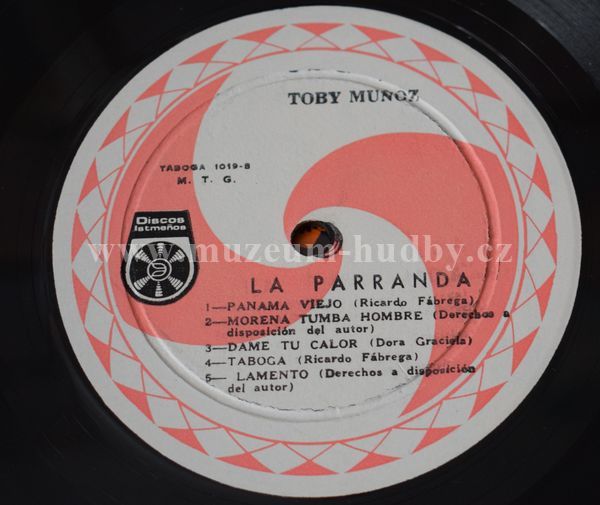 TOBY MUÑOZ
TABOGA 1019-B
M. T. G.
Discos
Istmeños
www.muzeum-hudby.cz
LA PARRANDA
1—PANAMA VIEJO (Ricardo Fábrega)
2—MORENA TUMBA HOMBRE (Derechos a
disposición del autor)
3—DAME TU CALOR (Dora Graciela)
4—TABOGA (Ricardo Fábrega)
5— LAMENTO (Derechos a disposición
del autor)